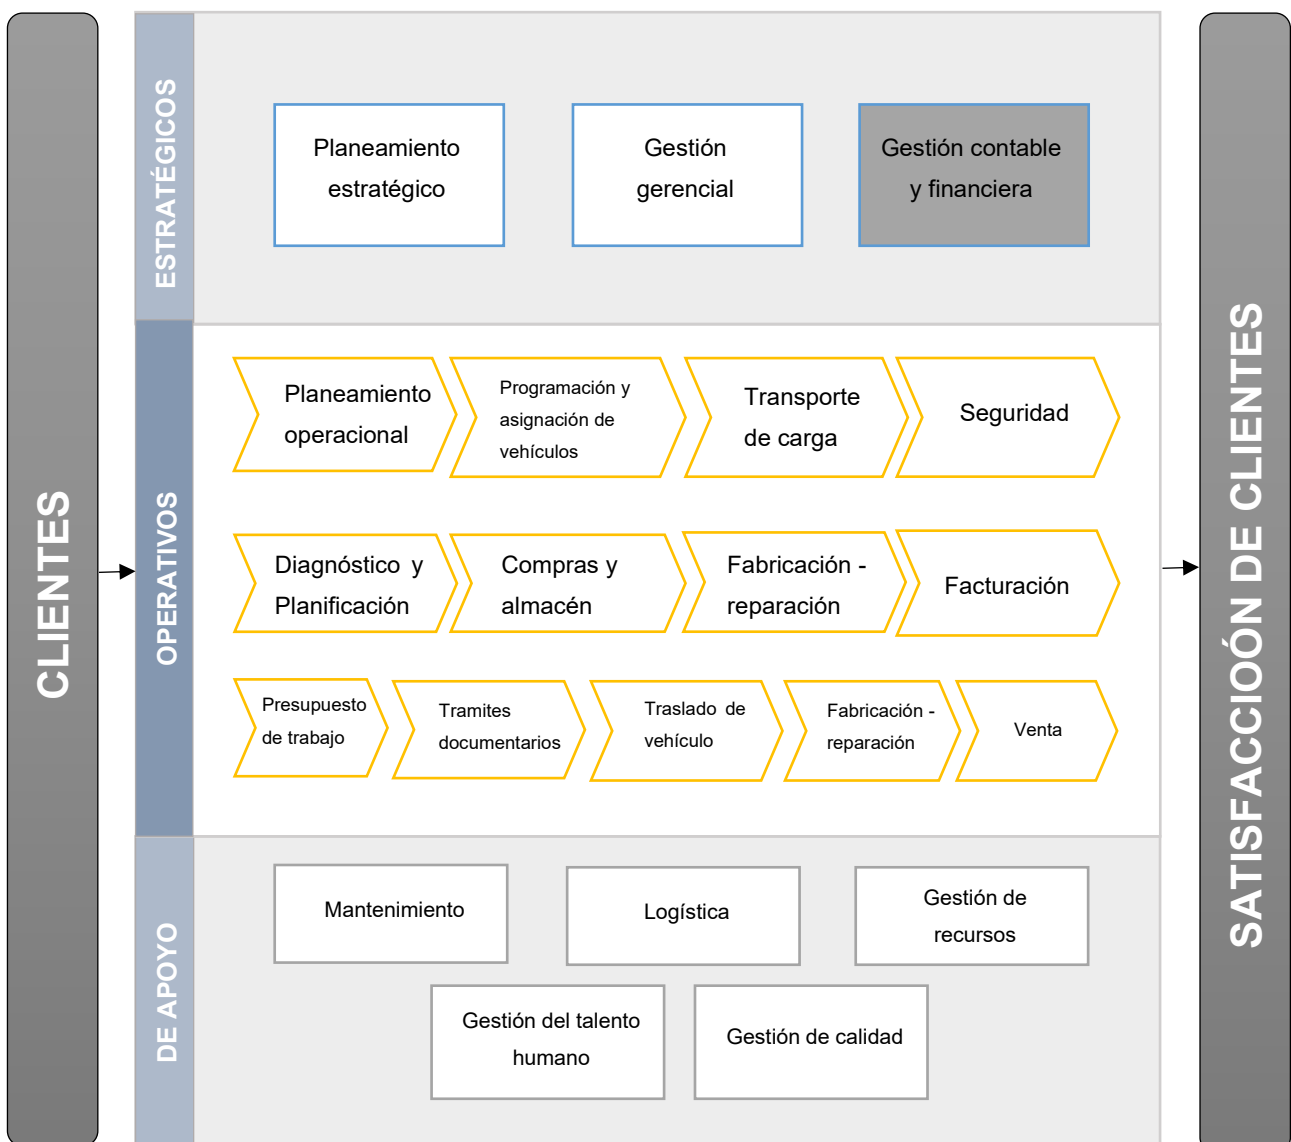 CLIENTES
ESTRATÉGICOS
Planeamiento
estratégico
Gestión
gerencial
Gestión contable
y financiera
OPERATIVOS
Planeamiento
operacional
Programación y
asignación de
vehículos
Transporte
de carga
Seguridad
Diagnóstico y
Planificación
Compras y
almacén
Fabricación -
reparación
Facturación
Presupuesto
de trabajo
Tramites
documentarios
Traslado de
vehículo
Fabricación -
reparación
Venta
DE APOYO
Mantenimiento
Logística
Gestión de
recursos
Gestión del talento
humano
Gestión de calidad
SATISFACCIOÓN DE CLIENTES